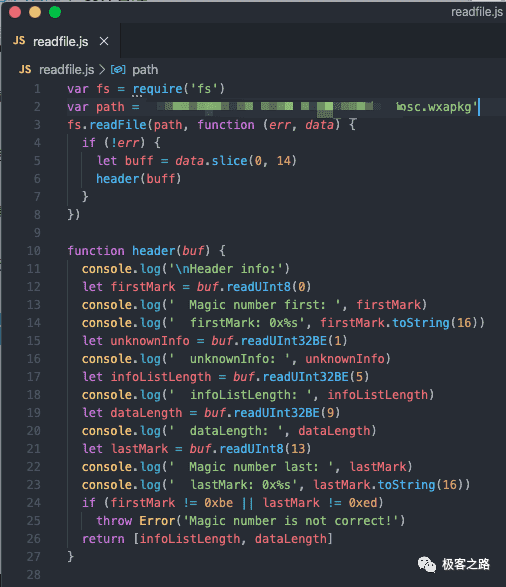 readfile.js
JS readfile.js ×
JS readfile.js > path
1 var fs = require('fs')
2 var path = osc.wxapkg'
3 fs.readFile(path, function (err, data) {
4 if (!err) {
5 let buff = data.slice(0, 14)
6 header(buff)
7 }
8 })
9
10 function header(buf) {
11 console.log('\nHeader info:')
12 let firstMark = buf.readUInt8(0)
13 console.log('  Magic number first: ', firstMark)
14 console.log('  firstMark: 0x%s', firstMark.toString(16))
15 let unknownInfo = buf.readUInt32BE(1)
16 console.log('  unknownInfo: ', unknownInfo)
17 let infoListLength = buf.readUInt32BE(5)
18 console.log('  infoListLength: ', infoListLength)
19 let dataLength = buf.readUInt32BE(9)
20 console.log('  dataLength: ', dataLength)
21 let lastMark = buf.readUInt8(13)
22 console.log('  Magic number last: ', lastMark)
23 console.log('  lastMark: 0x%s', lastMark.toString(16))
24 if (firstMark != 0xbe || lastMark != 0xed)
25 throw Error('Magic number is not correct!')
26 return [infoListLength, dataLength]
27 }
28
极客之路